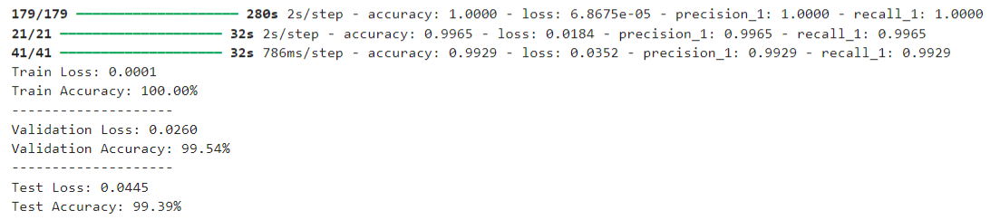 179/179 ━━━━━━━━━━━━━━━━━━━━ 280s 2s/step - accuracy: 1.0000 - loss: 6.8675e-05 - precision_1: 1.0000 - recall_1: 1.0000
21/21 ━━━━━━━━━━━━━━━━━━━━ 32s 2s/step - accuracy: 0.9965 - loss: 0.0184 - precision_1: 0.9965 - recall_1: 0.9965
41/41 ━━━━━━━━━━━━━━━━━━━━ 32s 786ms/step - accuracy: 0.9929 - loss: 0.0352 - precision_1: 0.9929 - recall_1: 0.9929
Train Loss: 0.0001
Train Accuracy: 100.00%
--------------------
Validation Loss: 0.0260
Validation Accuracy: 99.54%
--------------------
Test Loss: 0.0445
Test Accuracy: 99.39%